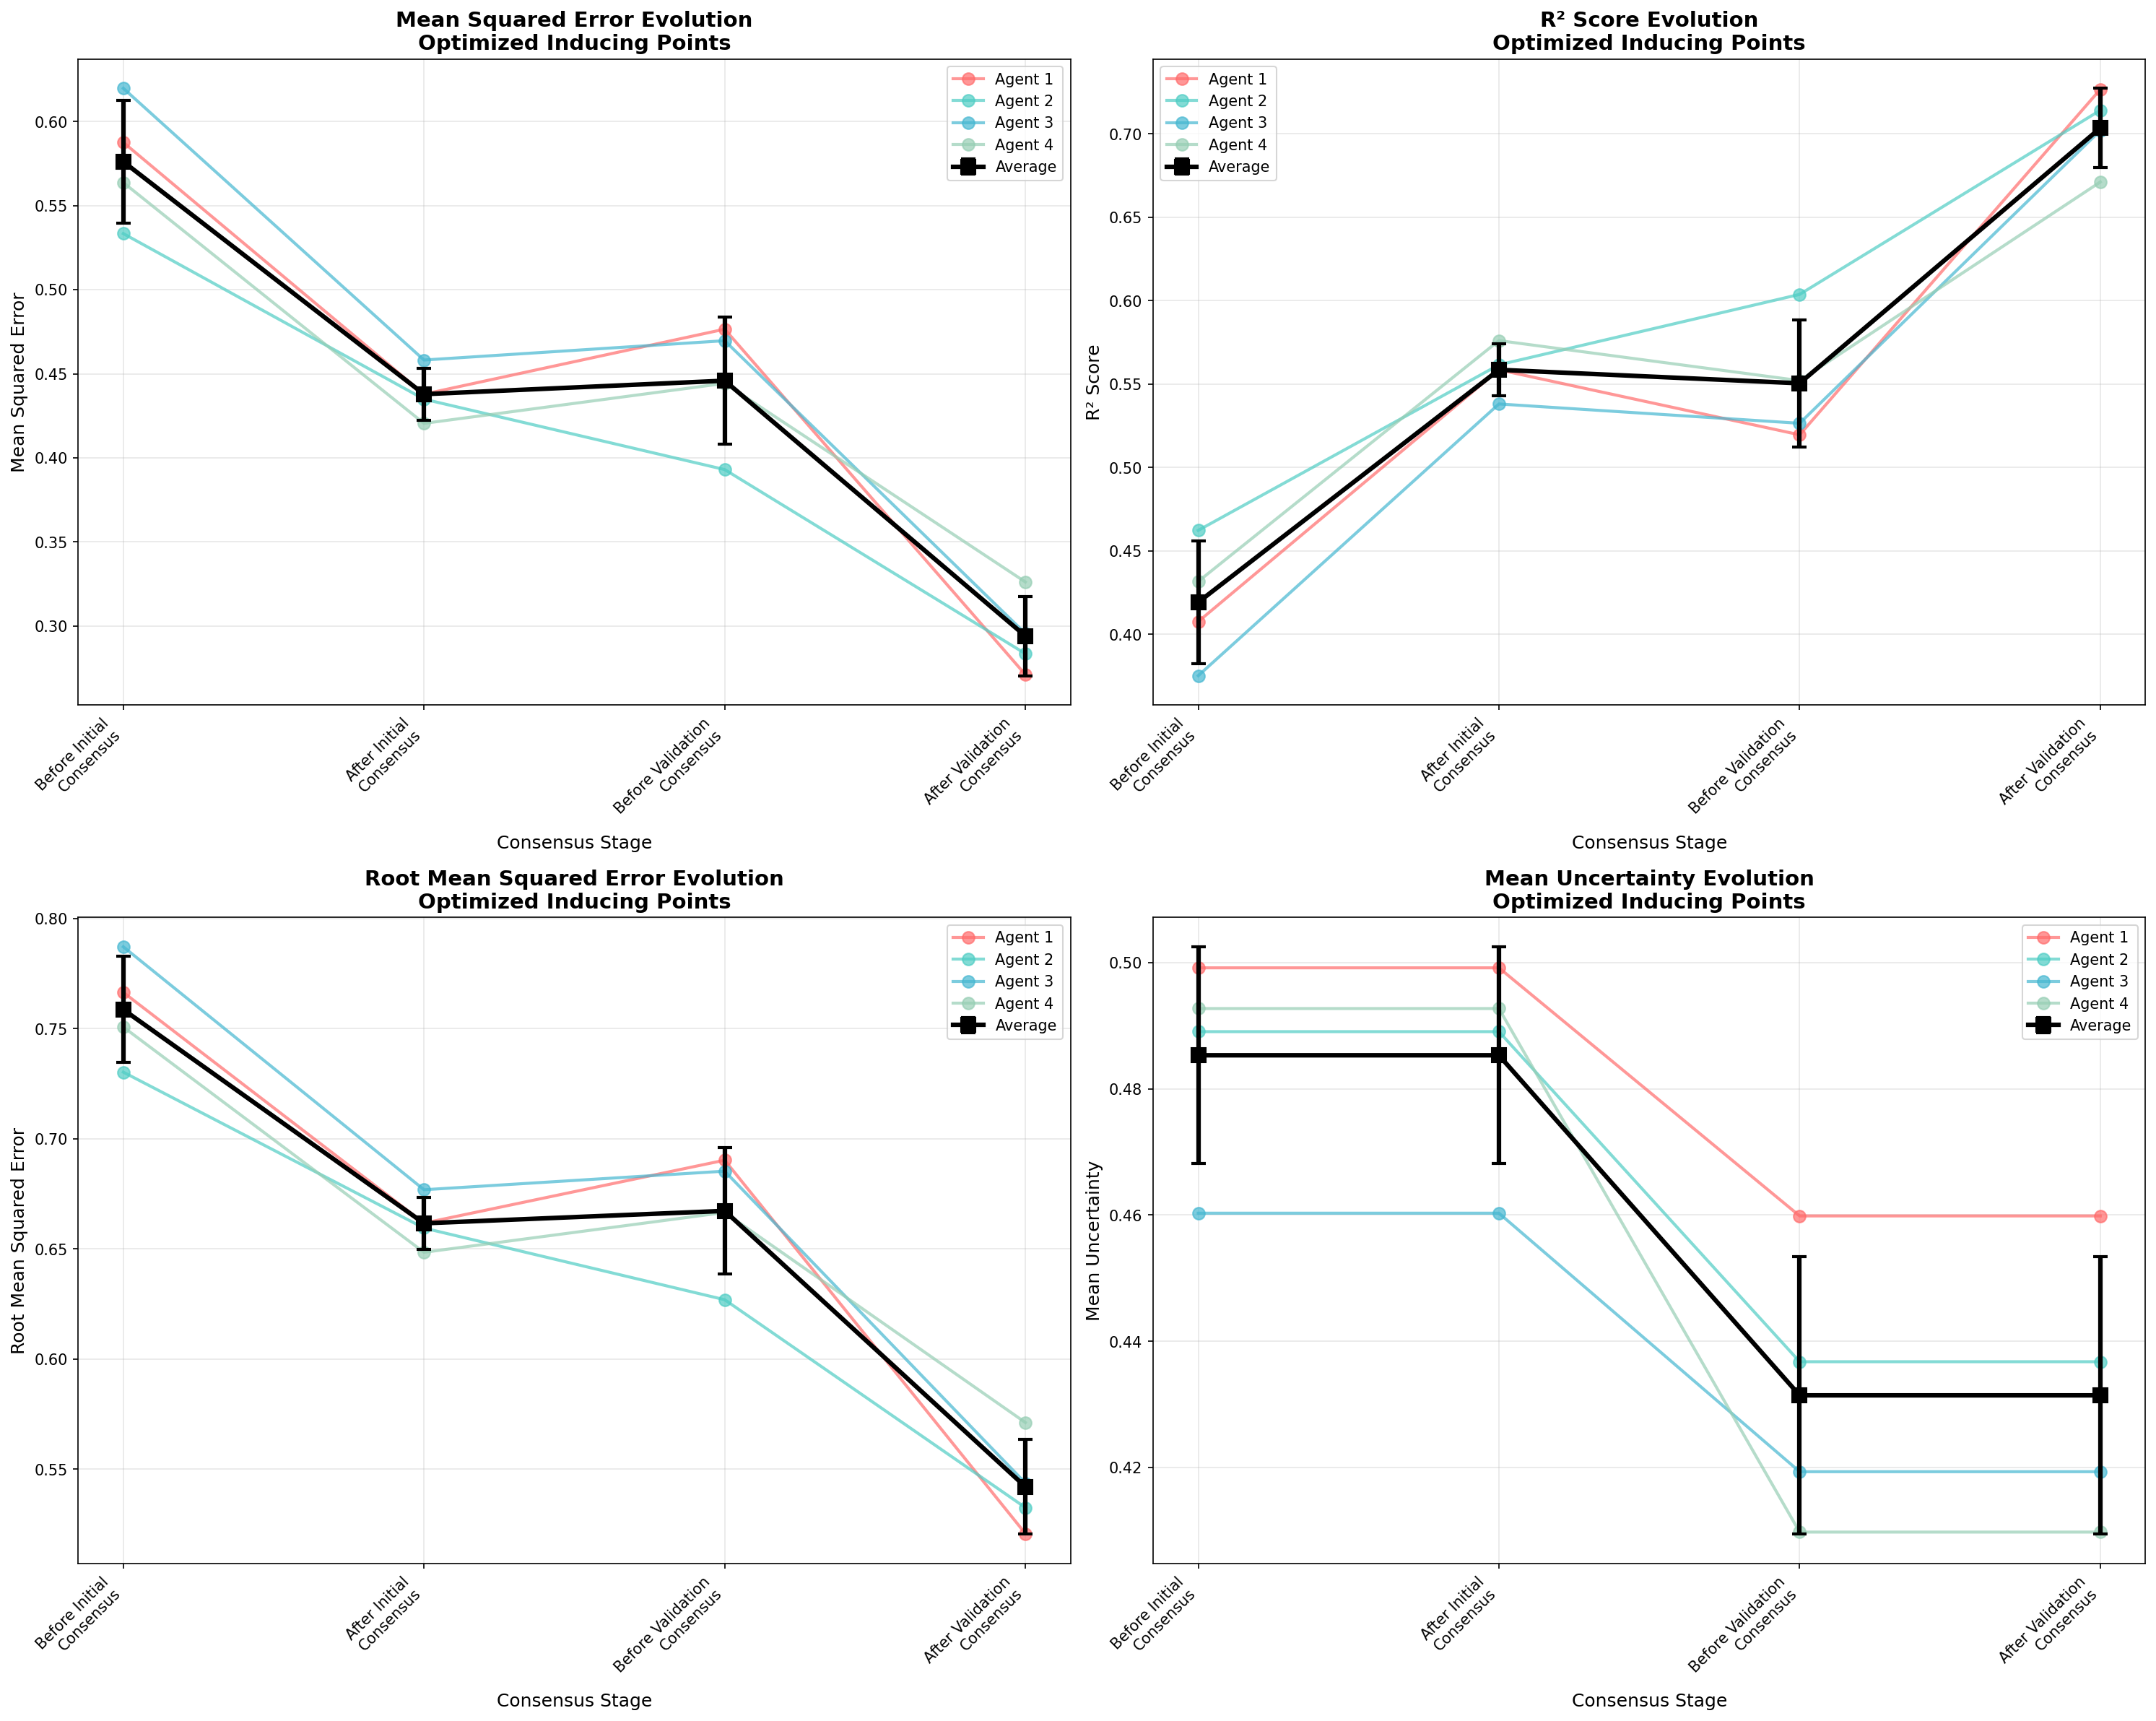 Mean Squared Error Evolution
Optimized Inducing Points
Mean Squared Error
0.60
0.55
0.50
0.45
0.40
0.35
0.30
Agent 1
Agent 2
Agent 3
Agent 4
Average
Before Initial
Consensus
After Initial
Consensus
Before Validation
Consensus
After Validation
Consensus
Consensus Stage
R² Score Evolution
Optimized Inducing Points
R² Score
0.70
0.65
0.60
0.55
0.50
0.45
0.40
Agent 1
Agent 2
Agent 3
Agent 4
Average
Before Initial
Consensus
After Initial
Consensus
Before Validation
Consensus
After Validation
Consensus
Consensus Stage
Root Mean Squared Error Evolution
Optimized Inducing Points
Root Mean Squared Error
0.80
0.75
0.70
0.65
0.60
0.55
Agent 1
Agent 2
Agent 3
Agent 4
Average
Before Initial
Consensus
After Initial
Consensus
Before Validation
Consensus
After Validation
Consensus
Consensus Stage
Mean Uncertainty Evolution
Optimized Inducing Points
Mean Uncertainty
0.50
0.48
0.46
0.44
0.42
Agent 1
Agent 2
Agent 3
Agent 4
Average
Before Initial
Consensus
After Initial
Consensus
Before Validation
Consensus
After Validation
Consensus
Consensus Stage